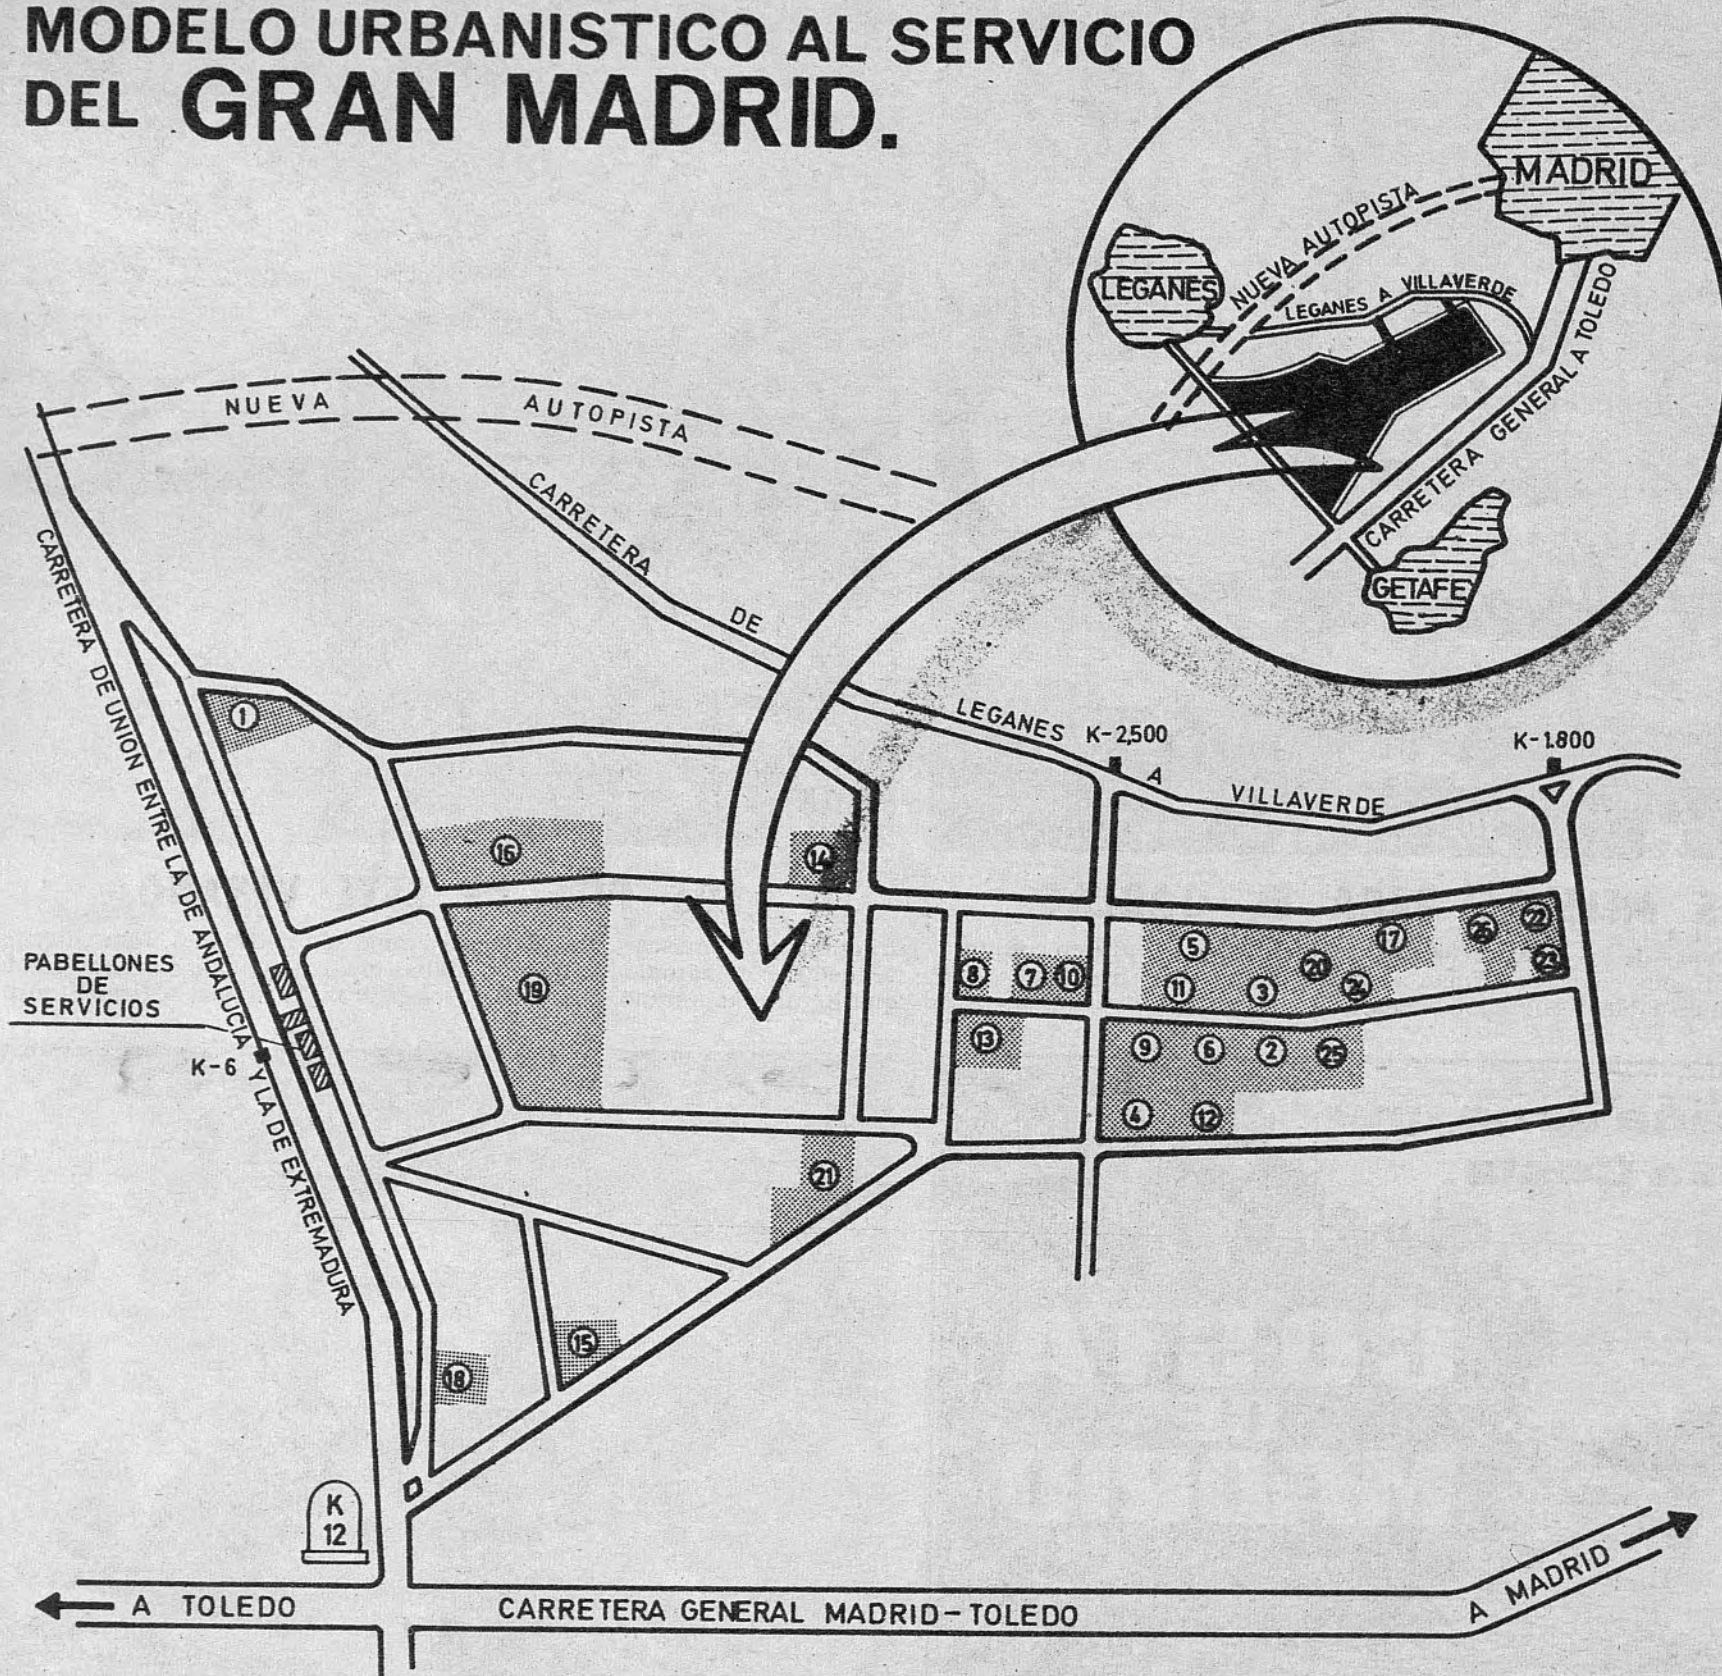 MODELO URBANISTICO AL SERVICIO
DEL GRAN MADRID.
MADRID
NUEVA AUTOPISTA
LEGANES
LEGANES A VILLAVERDE
CARRETERA GENERAL A TOLEDO
GETAFE
NUEVA AUTOPISTA
CARRETERA DE LEGANES A VILLAVERDE
K-2,500
K-1.800
CARRETERA DE UNION ENTRE LA DE ANDALUCIA Y LA DE EXTREMADURA
1
16
14
19
5
17
26
22
8
7
10
11
3
20
24
23
13
9
6
2
25
4
12
PABELLONES
DE
SERVICIOS
K-6
21
15
18
K
12
A TOLEDO
CARRETERA GENERAL MADRID-TOLEDO
A MADRID